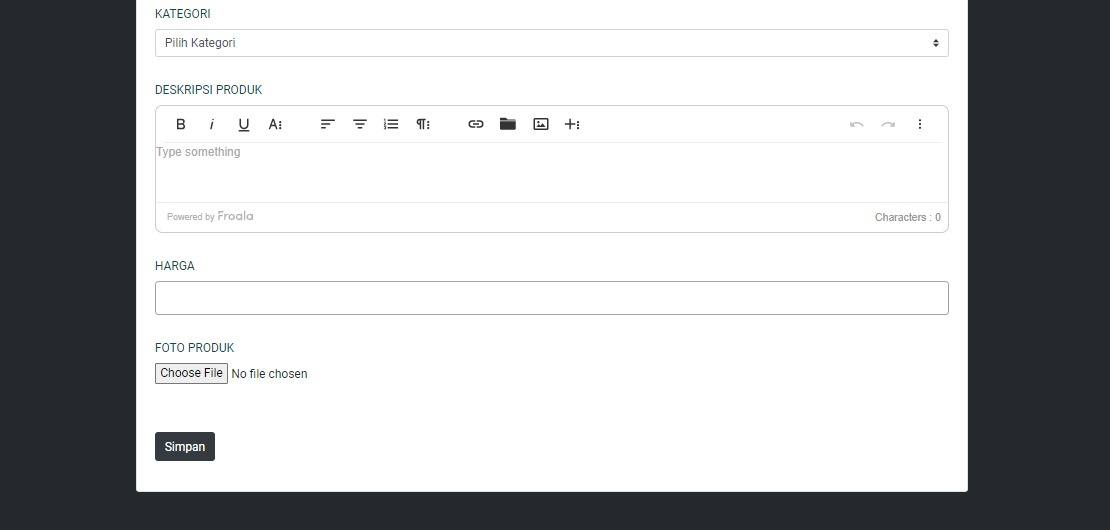 KATEGORI
Pilih Kategori
DESKRIPSI PRODUK
Type something
Powered by Froala
Characters : 0
HARGA
FOTO PRODUK
Choose File No file chosen
Simpan